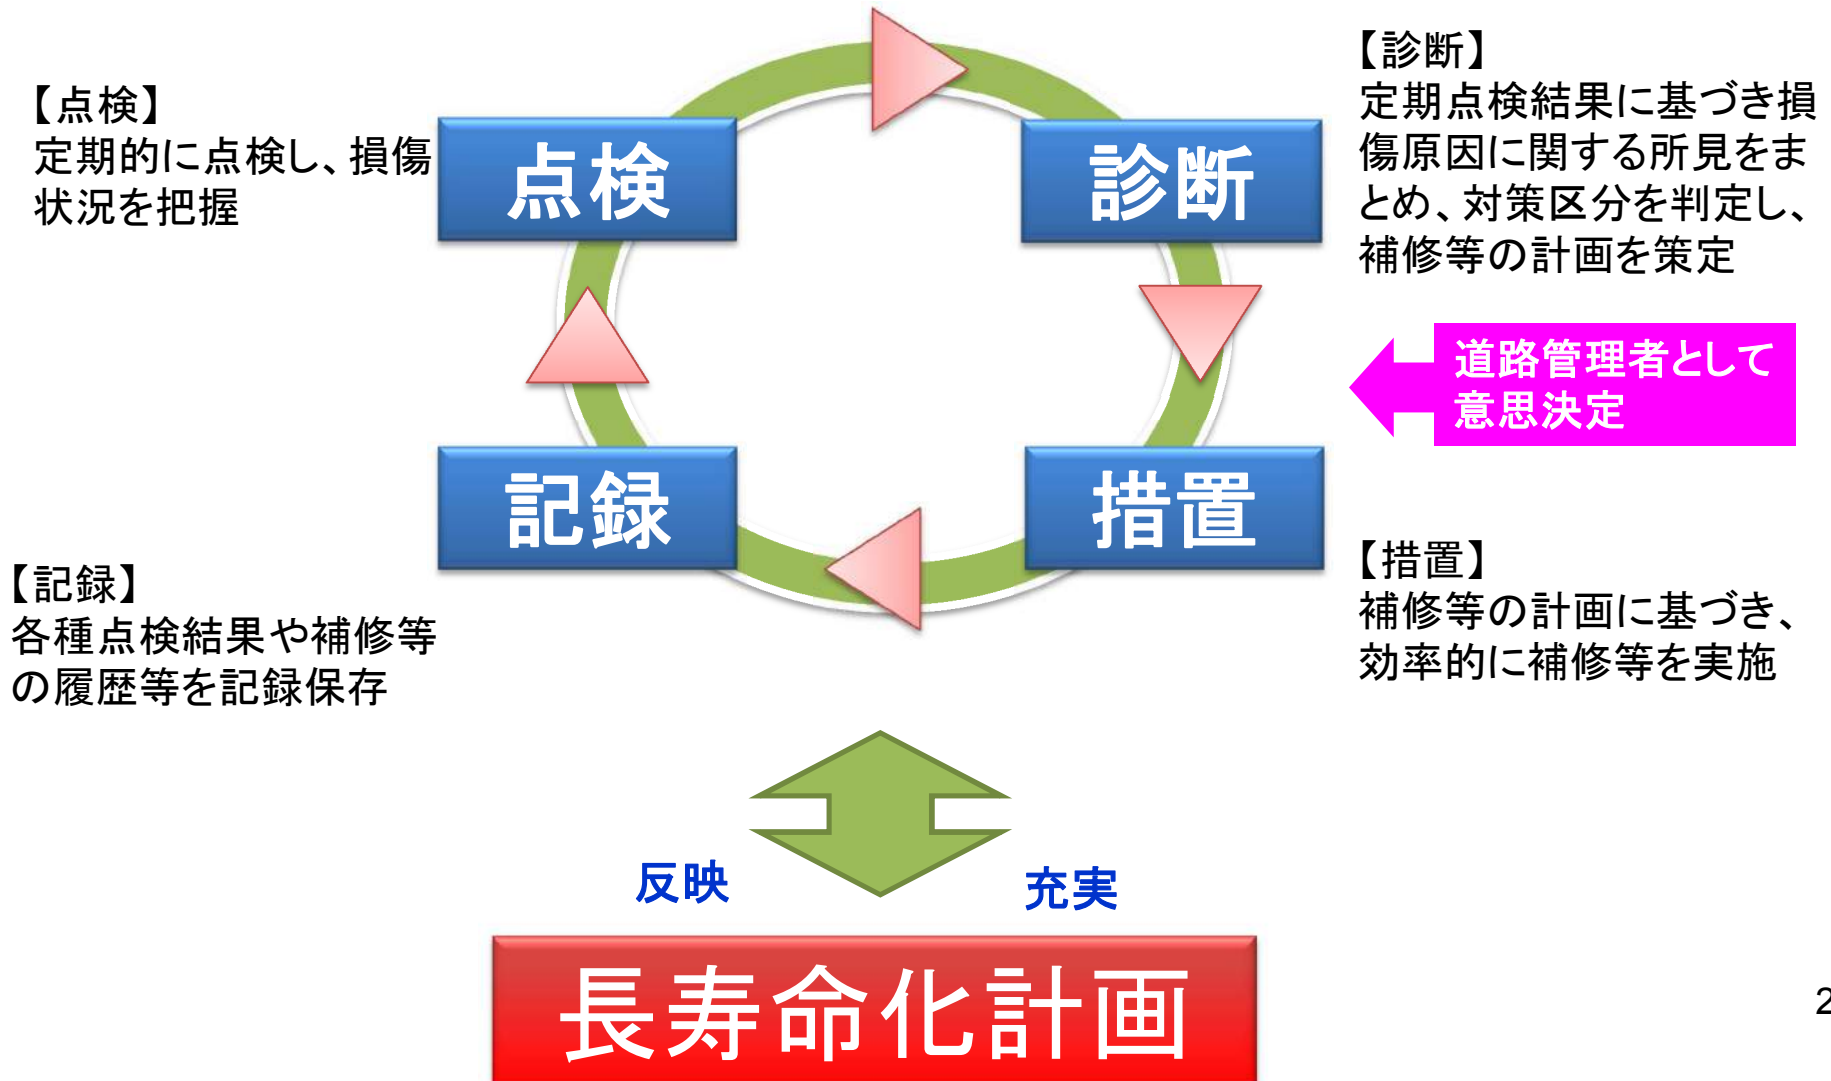 【点検】
定期的に点検し、損傷
状況を把握
点検
診断
【診断】
定期点検結果に基づき損
傷原因に関する所見をま
とめ、対策区分を判定し、
補修等の計画を策定
道路管理者として
意思決定
記録
措置
【記録】
各種点検結果や補修等
の履歴等を記録保存
【措置】
補修等の計画に基づき、
効率的に補修等を実施
反映
充実
長寿命化計画
2